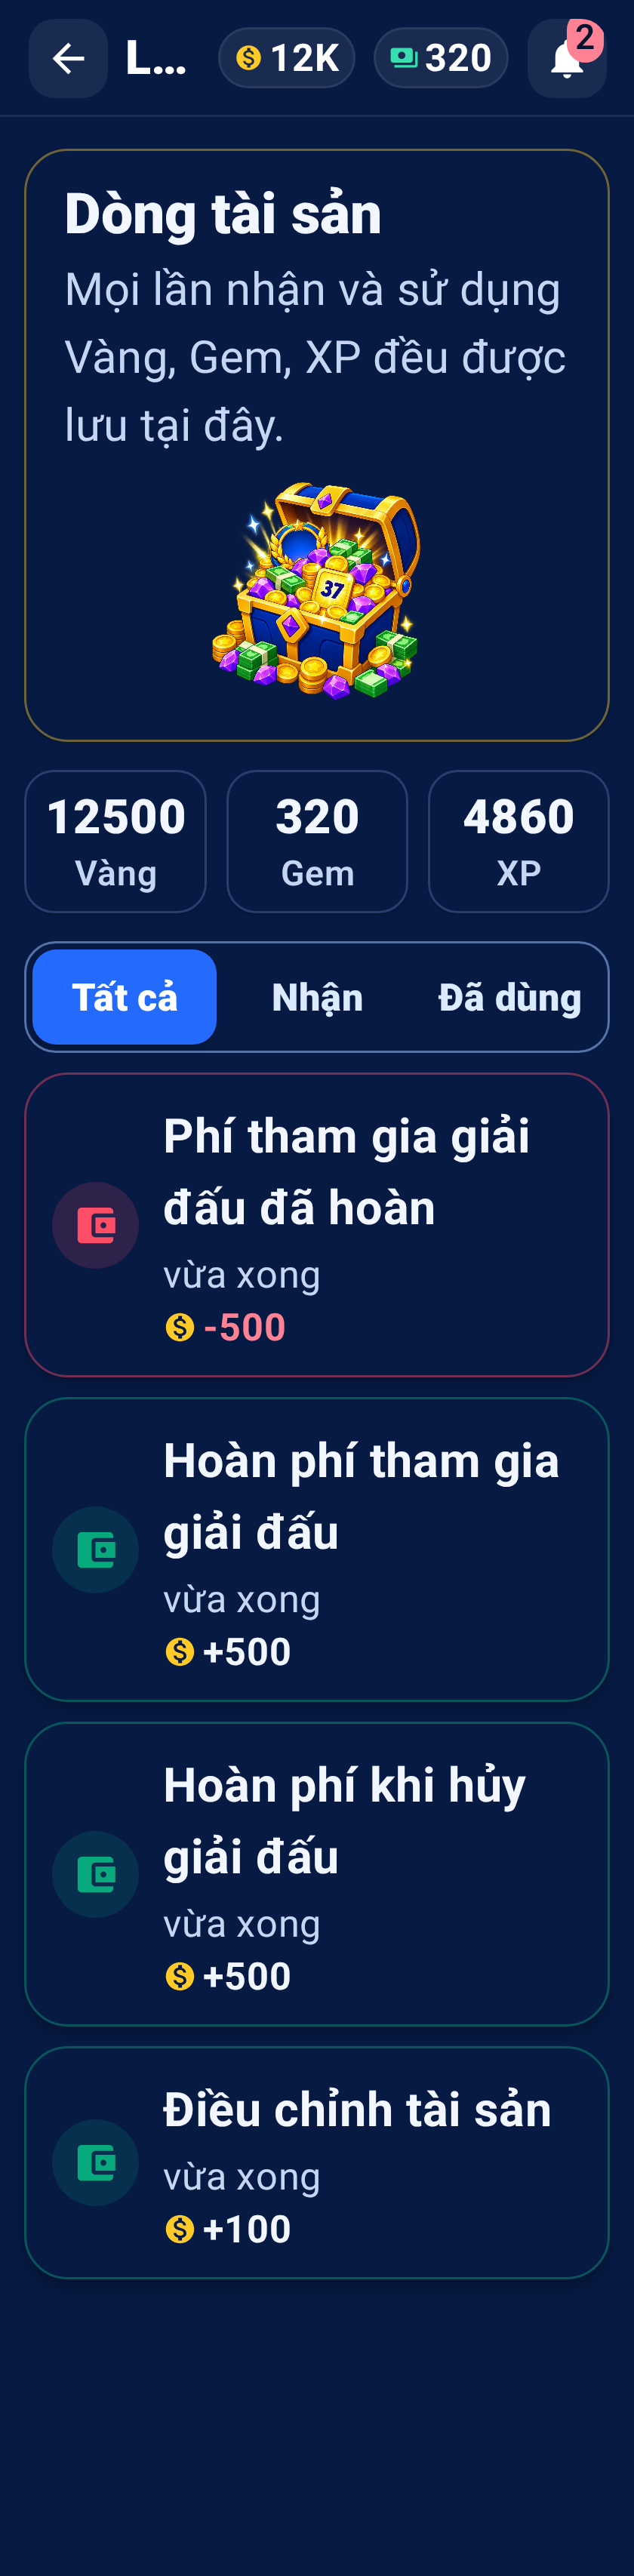 L...
12K
320
2
Dòng tài sản
Mọi lần nhận và sử dụng
Vàng, Gem, XP đều được
lưu tại đây.
37
12500
Vàng
320
Gem
4860
XP
Tất cả
Nhận
Đã dùng
Phí tham gia giải
đấu đã hoàn
vừa xong
-500
Hoàn phí tham gia
giải đấu
vừa xong
+500
Hoàn phí khi hủy
giải đấu
vừa xong
+500
Điều chỉnh tài sản
vừa xong
+100